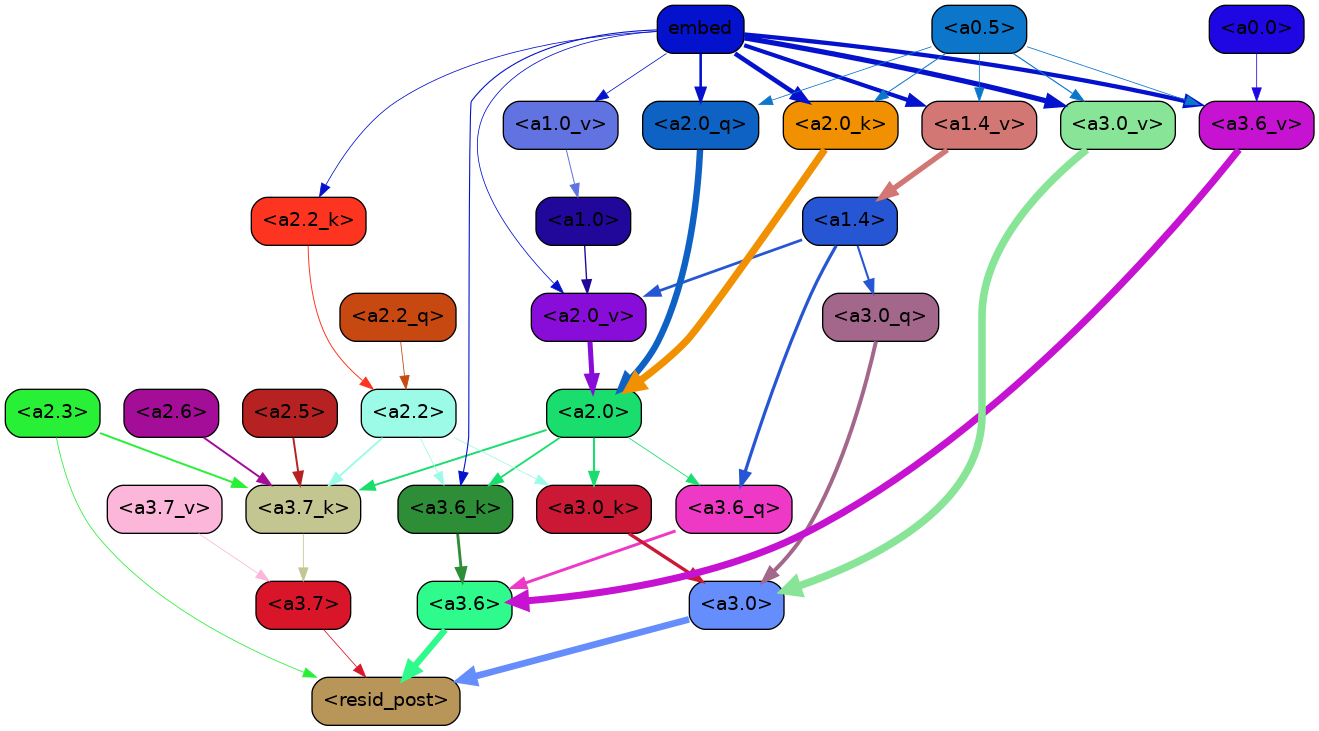 embed
<a0.5>
<a0.0>
<a1.0_v>
<a2.0_q>
<a2.0_k>
<a1.4_v>
<a3.0_v>
<a3.6_v>
<a2.2_k>
<a1.0>
<a1.4>
<a2.2_q>
<a2.0_v>
<a3.0_q>
<a2.3>
<a2.6>
<a2.5>
<a2.2>
<a2.0>
<a3.7_v>
<a3.7_k>
<a3.6_k>
<a3.0_k>
<a3.6_q>
<a3.7>
<a3.6>
<a3.0>
<resid_post>